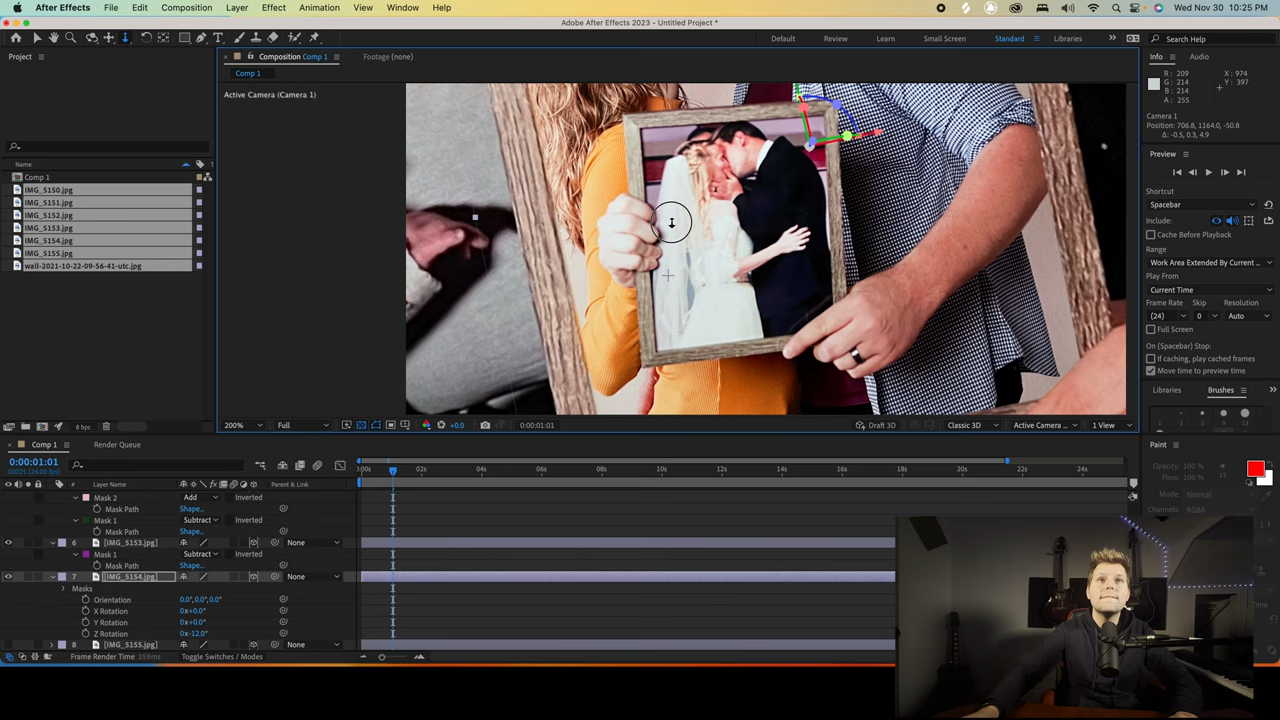 After Effects File Edit Composition Layer Effect Animation View Window Help Wed Nov 30 10:25 PM
Adobe After Effects 2023 - Untitled Project *
Default Review Learn Small Screen Standard Libraries Search Help
Project Composition Comp 1 Footage (none) Info Audio
Comp 1
Active Camera (Camera 1)
R : 209 X : 974
G : 214 Y : 397
B : 214
A : 255
Camera 1
Position: 706.8, 1164.0, -50.8
Δ: -0.5, 0.3, 4.9
Preview
Shortcut
Spacebar
Include:
Cache Before Playback
Range
Work Area Extended By Current ...
Play From
Current Time
Frame Rate Skip Resolution
(24) 0 Auto
Full Screen
On (Spacebar) Stop:
If caching, play cached frames
Move time to preview time
Name
Comp 1
IMG_5150.jpg
IMG_5151.jpg
IMG_5152.jpg
IMG_5153.jpg
IMG_5154.jpg
IMG_5155.jpg
wall-2021-10-22-09-56-41-utc.jpg
Libraries Brushes
1 3 5 9
Paint
Opacity: 100 %
Flow: 100 %
Mode: Normal
Channels: RGBA
8 bpc
200% Full +0.0 0:00:01:01 Draft 3D Classic 3D Active Camera ... 1 View
Comp 1 Render Queue
0:00:01:01
00025 (24.00 fps)
:00s 02s 04s 06s 08s 10s 12s 14s 16s 18s 20s 22s 24s
# Layer Name Parent & Link
Mask 2 Add Inverted
Mask Path Shape...
Mask 1 Subtract Inverted
Mask Path Shape...
6 [IMG_5153.jpg] None
Mask 1 Subtract Inverted
Mask Path Shape...
7 [IMG_5154.jpg] None
Masks
Orientation 0.0°, 0.0°, 0.0°
X Rotation 0x+0.0°
Y Rotation 0x+0.0°
Z Rotation 0x-12.0°
8 [IMG_5155.jpg] None
Frame Render Time 259ms Toggle Switches / Modes